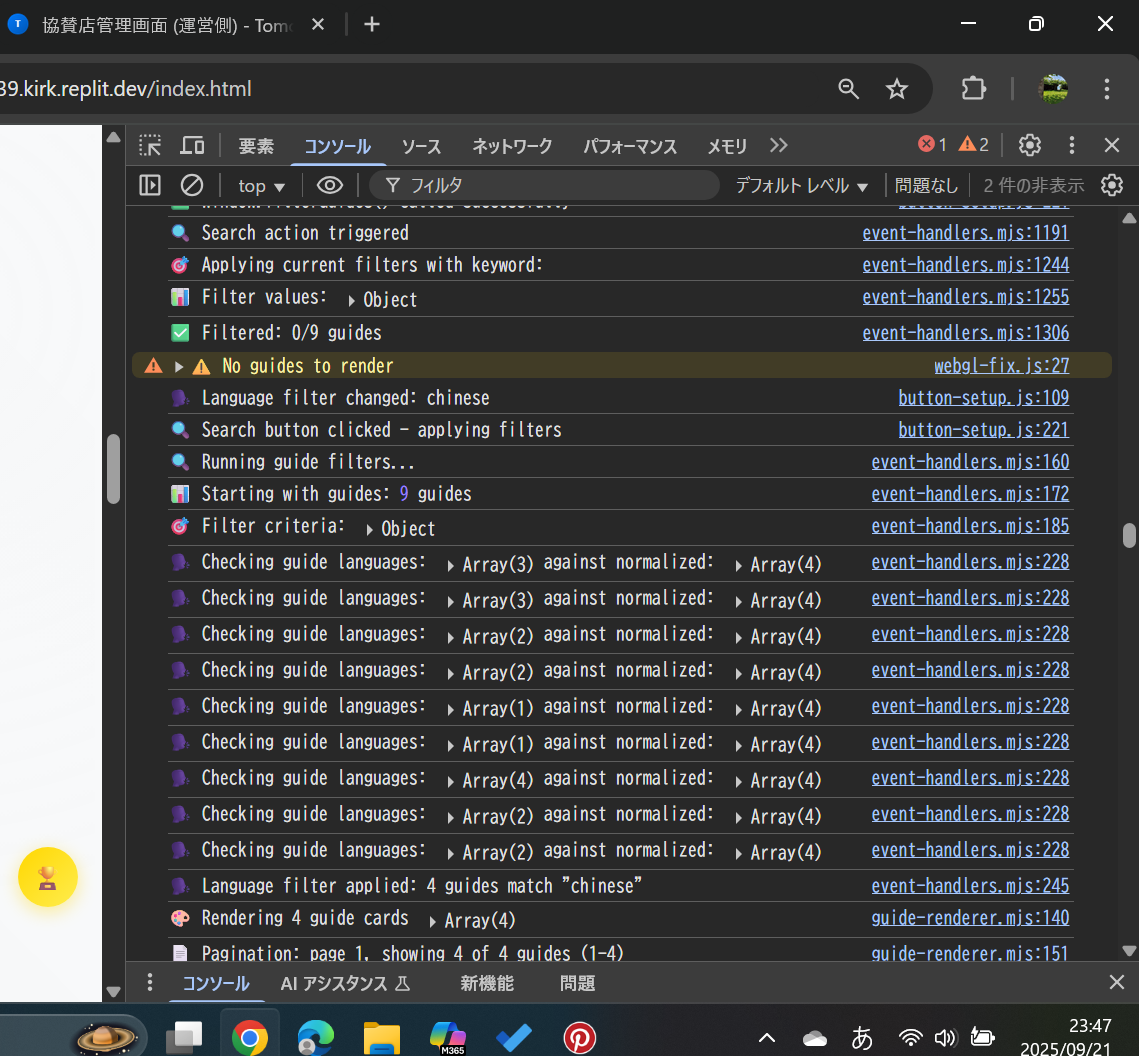 T 協賛店管理画面 (運営側) - Tom
39.kirk.replit.dev/index.html
要素 コンソール ソース ネットワーク パフォーマンス メモリ 1 2
top フィルタ デフォルト レベル 問題なし 2 件の非表示
Search action triggered event-handlers.mjs:1191
Applying current filters with keyword: event-handlers.mjs:1244
Filter values: Object event-handlers.mjs:1255
Filtered: 0/9 guides event-handlers.mjs:1306
No guides to render webgl-fix.js:27
Language filter changed: chinese button-setup.js:109
Search button clicked - applying filters button-setup.js:221
Running guide filters... event-handlers.mjs:160
Starting with guides: 9 guides event-handlers.mjs:172
Filter criteria: Object event-handlers.mjs:185
Checking guide languages: Array(3) against normalized: Array(4) event-handlers.mjs:228
Checking guide languages: Array(3) against normalized: Array(4) event-handlers.mjs:228
Checking guide languages: Array(2) against normalized: Array(4) event-handlers.mjs:228
Checking guide languages: Array(2) against normalized: Array(4) event-handlers.mjs:228
Checking guide languages: Array(1) against normalized: Array(4) event-handlers.mjs:228
Checking guide languages: Array(1) against normalized: Array(4) event-handlers.mjs:228
Checking guide languages: Array(4) against normalized: Array(4) event-handlers.mjs:228
Checking guide languages: Array(2) against normalized: Array(4) event-handlers.mjs:228
Checking guide languages: Array(2) against normalized: Array(4) event-handlers.mjs:228
Language filter applied: 4 guides match "chinese" event-handlers.mjs:245
Rendering 4 guide cards Array(4) guide-renderer.mjs:140
Pagination: page 1, showing 4 of 4 guides (1-4) guide-renderer.mjs:151
コンソール AI アシスタンス 新機能 問題
M365 あ 23:47
2025/09/21